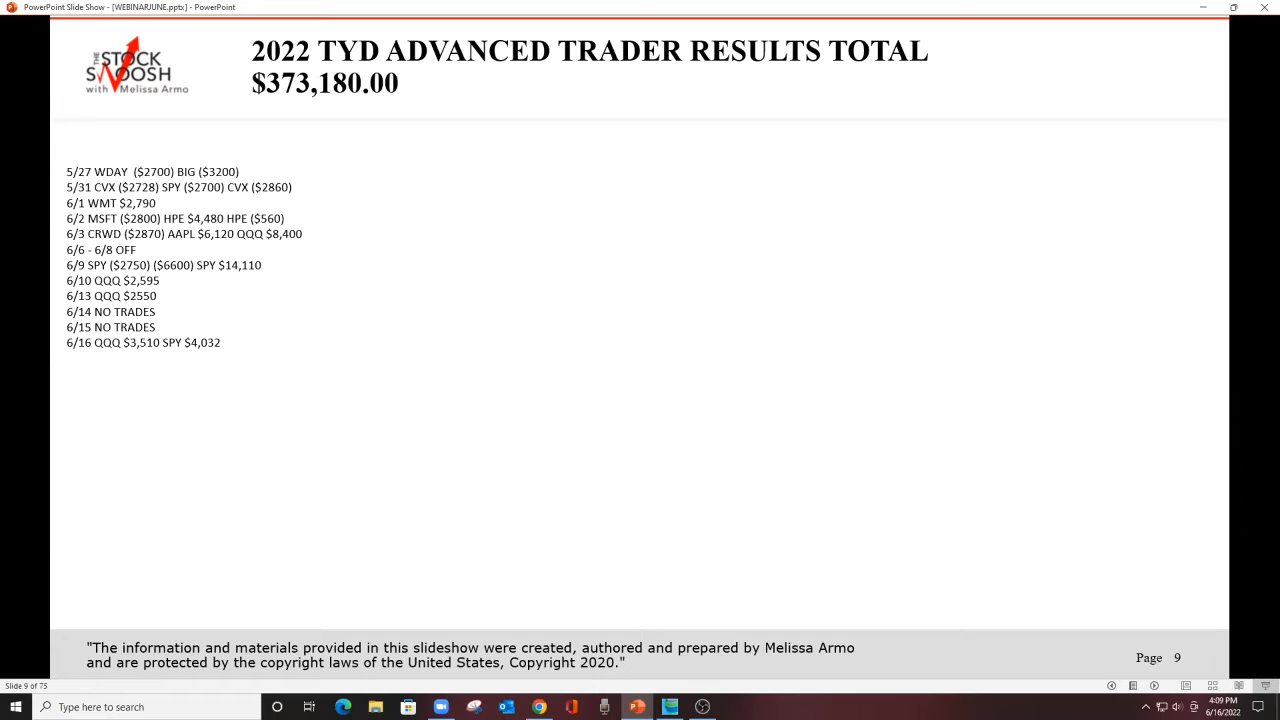 PowerPoint Slide Show - [WEBINARJUNE.pptx] - PowerPoint
THE STOCK
SWOOSH
with Melissa Armo
2022 TYD ADVANCED TRADER RESULTS TOTAL
$373,180.00
5/27 WDAY ($2700) BIG ($3200)
5/31 CVX ($2728) SPY ($2700) CVX ($2860)
6/1 WMT $2,790
6/2 MSFT ($2800) HPE $4,480 HPE ($560)
6/3 CRWD ($2870) AAPL $6,120 QQQ $8,400
6/6 - 6/8 OFF
6/9 SPY ($2750) ($6600) SPY $14,110
6/10 QQQ $2,595
6/13 QQQ $2550
6/14 NO TRADES
6/15 NO TRADES
6/16 QQQ $3,510 SPY $4,032
"The information and materials provided in this slideshow were created, authored and prepared by Melissa Armo
and are protected by the copyright laws of the United States, Copyright 2020."
Page 9
Slide 9 of 75
Type here to search
4:09 PM
6/16/2022